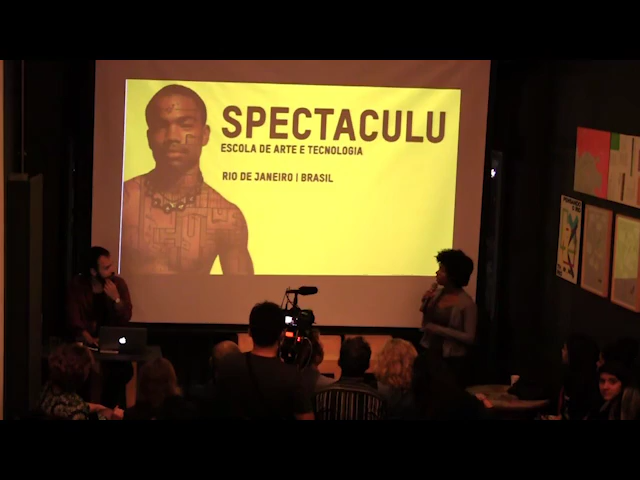 SPECTACULU
ESCOLA DE ARTE E TECNOLOGIA
RIO DE JANEIRO | BRASIL